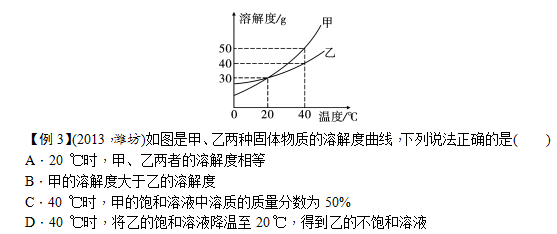 溶解度/g
甲
乙
50
40
30
0
20
40
温度/℃
【例3】(2013，潍坊)如图是甲、乙两种固体物质的溶解度曲线，下列说法正确的是(　　)
A．20 ℃时，甲、乙两者的溶解度相等
B．甲的溶解度大于乙的溶解度
C．40 ℃时，甲的饱和溶液中溶质的质量分数为 50%
D．40 ℃时，将乙的饱和溶液降温至 20℃，得到乙的不饱和溶液